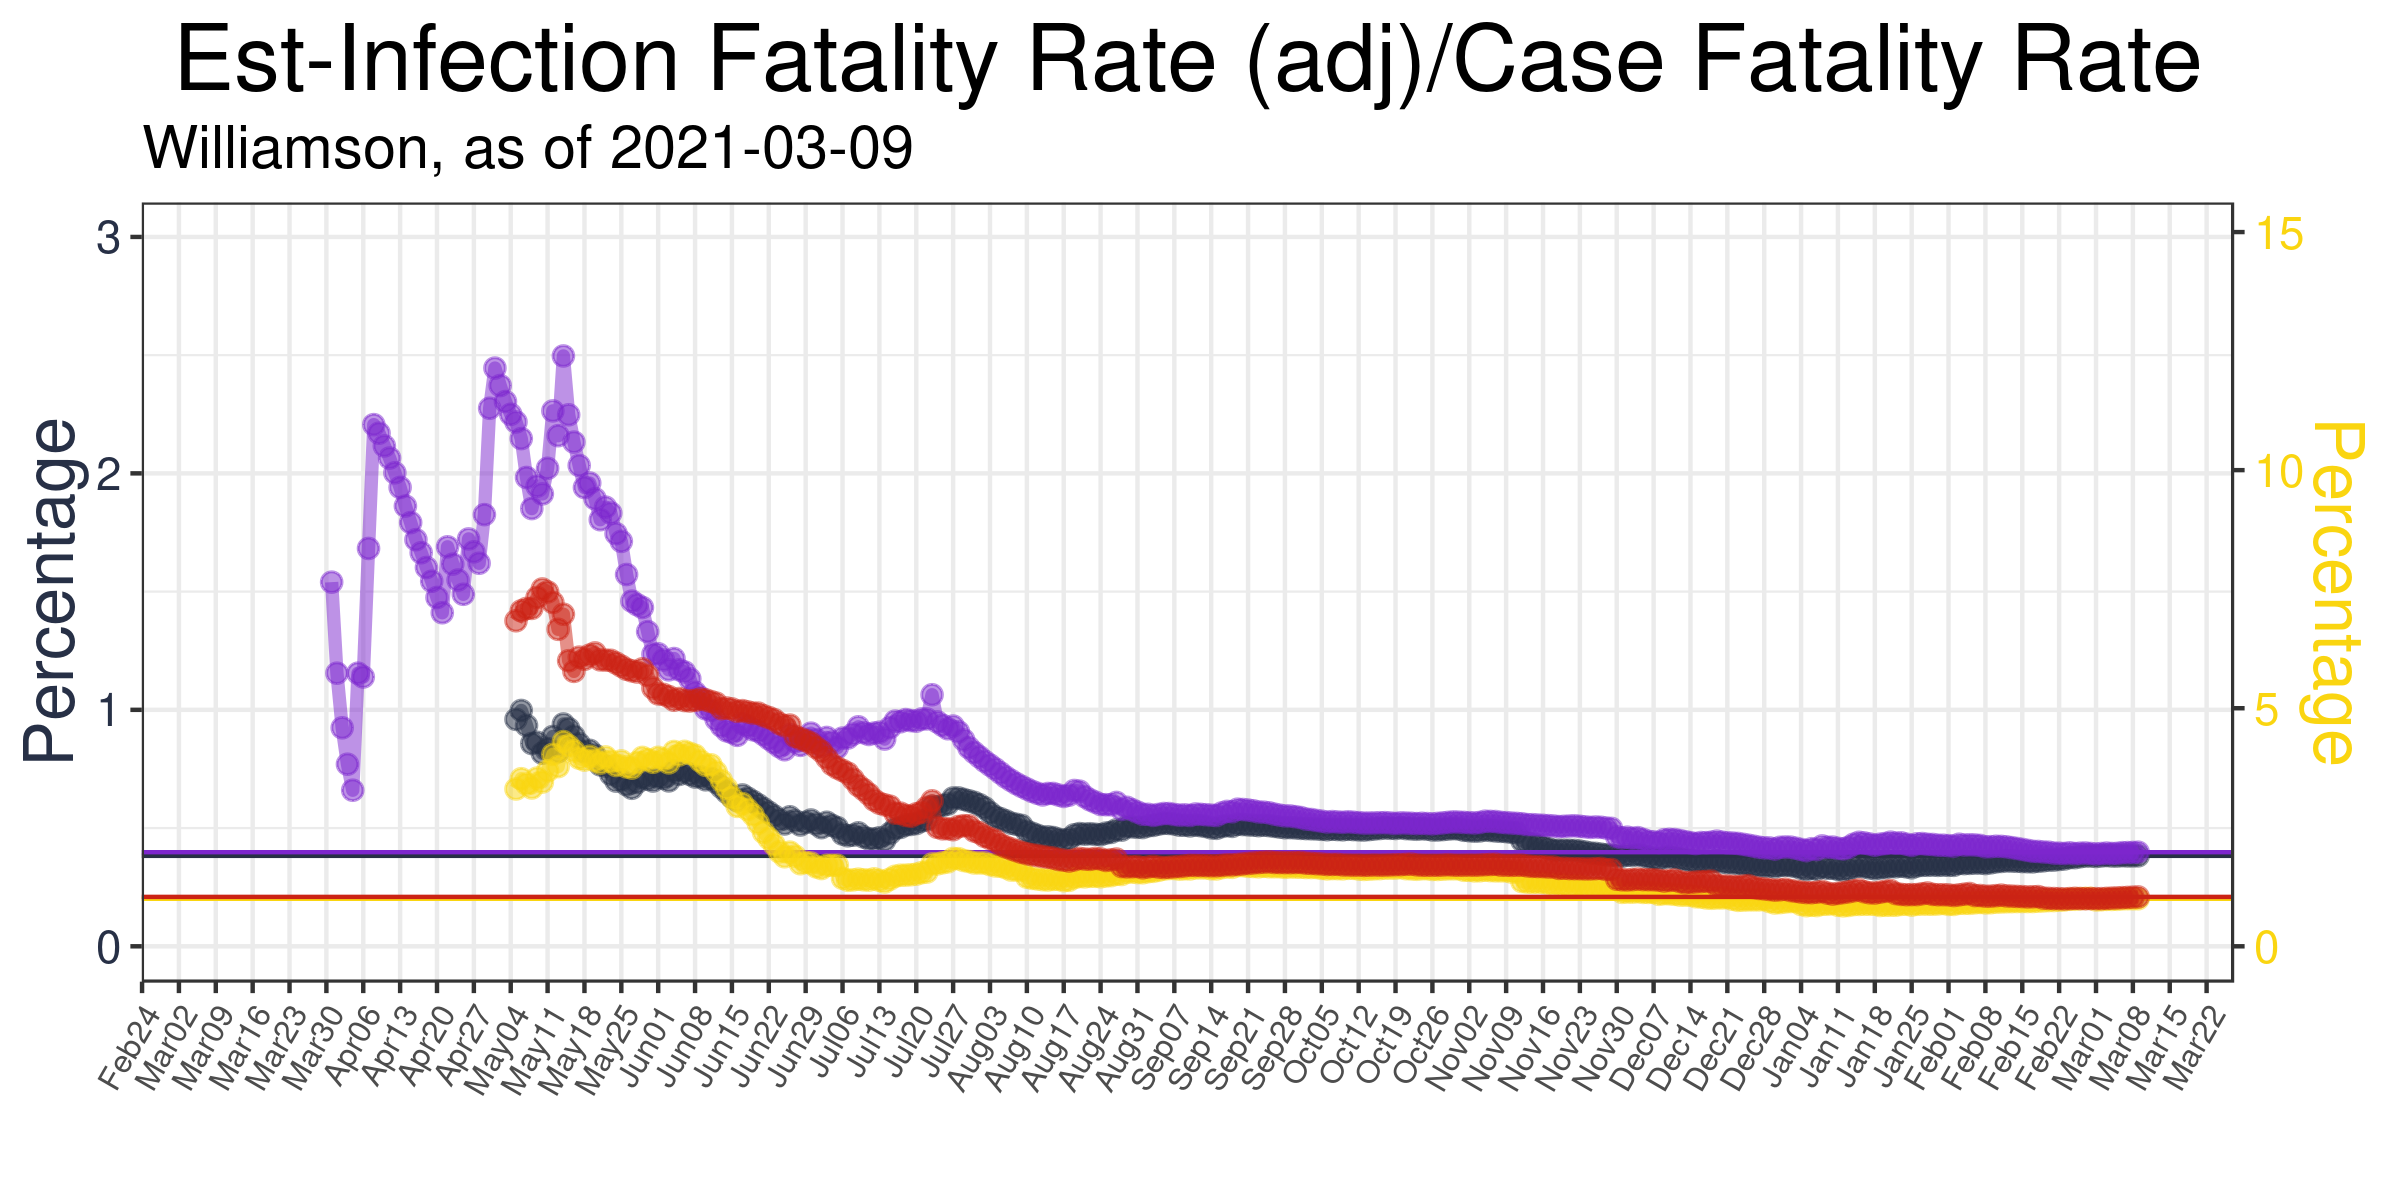 Est-Infection Fatality Rate (adj)/Case Fatality Rate
Williamson, as of 2021-03-09
Percentage
3
2
1
0
15
10
5
0
Percentage
Feb24 Mar02 Mar09 Mar16 Mar23 Mar30 Apr06 Apr13 Apr20 Apr27 May04 May11 May18 May25 Jun01 Jun08 Jun15 Jun22 Jun29 Jul06 Jul13 Jul20 Jul27 Aug03 Aug10 Aug17 Aug24 Aug31 Sep07 Sep14 Sep21 Sep28 Oct05 Oct12 Oct19 Oct26 Nov02 Nov09 Nov16 Nov23 Nov30 Dec07 Dec14 Dec21 Dec28 Jan04 Jan11 Jan18 Jan25 Feb01 Feb08 Feb15 Feb22 Mar01 Mar08 Mar15 Mar22